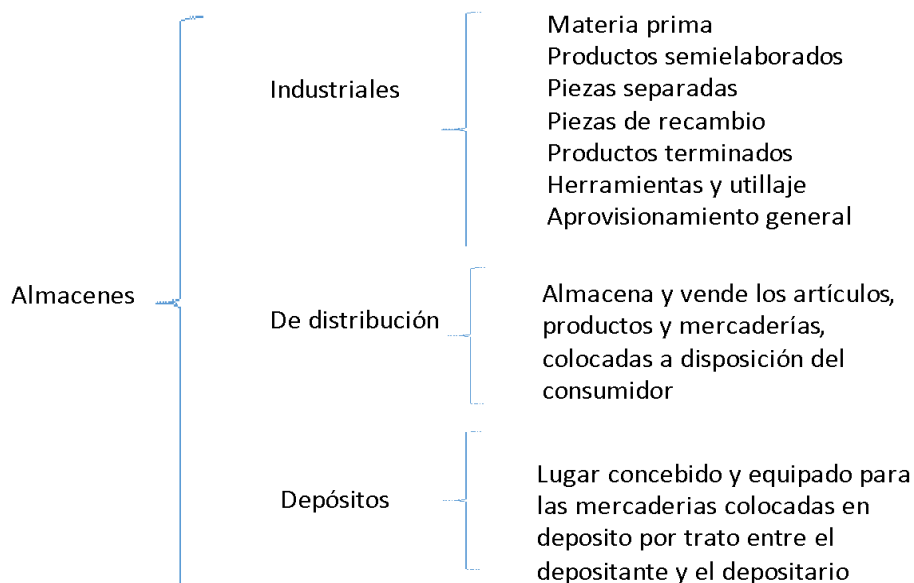 Almacenes
Industriales
Materia prima
Productos semielaborados
Piezas separadas
Piezas de recambio
Productos terminados
Herramientas y utillaje
Aprovisionamiento general
De distribución
Almacena y vende los artículos,
productos y mercaderías,
colocadas a disposición del
consumidor
Depósitos
Lugar concebido y equipado para
las mercaderias colocadas en
deposito por trato entre el
depositante y el depositario